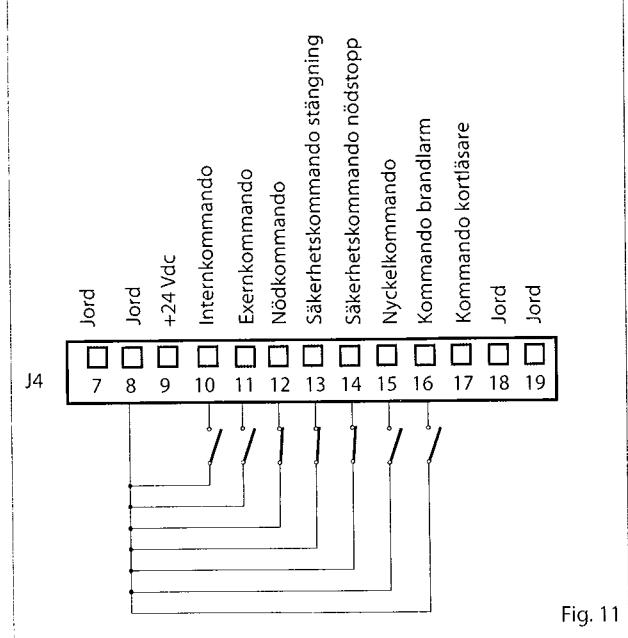 Jord
Jord
+24 Vdc
Internkommando
Exernkommando
Nödkommando
Säkerhetskommando stängning
Säkerhetskommando nödstopp
Nyckelkommando
Kommando brandlarm
Kommando kortläsare
Jord
Jord
J4
7 8 9 10 11 12 13 14 15 16 17 18 19
Fig. 11